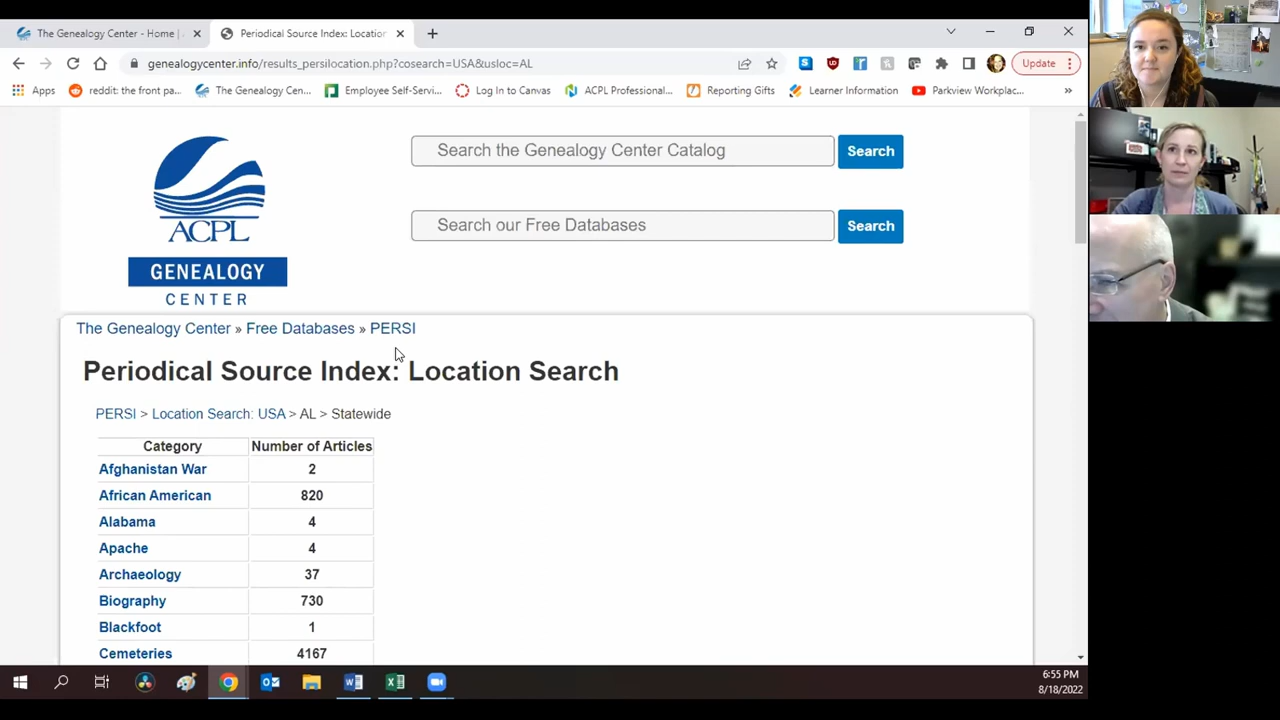 The Genealogy Center - Home |
Periodical Source Index: Location
genealogycenter.info/results_persilocation.php?cosearch=USA&usloc=AL
Update
Apps
reddit: the front pa...
The Genealogy Cen...
Employee Self-Servi...
Log In to Canvas
ACPL Professional...
Reporting Gifts
Learner Information
Parkview Workplac...
»
ACPL
GENEALOGY
CENTER
Search the Genealogy Center Catalog
Search
Search our Free Databases
Search
The Genealogy Center » Free Databases » PERSI
Periodical Source Index: Location Search
PERSI > Location Search: USA > AL > Statewide
Category Number of Articles
Afghanistan War 2
African American 820
Alabama 4
Apache 4
Archaeology 37
Biography 730
Blackfoot 1
Cemeteries 4167
6:55 PM
8/18/2022